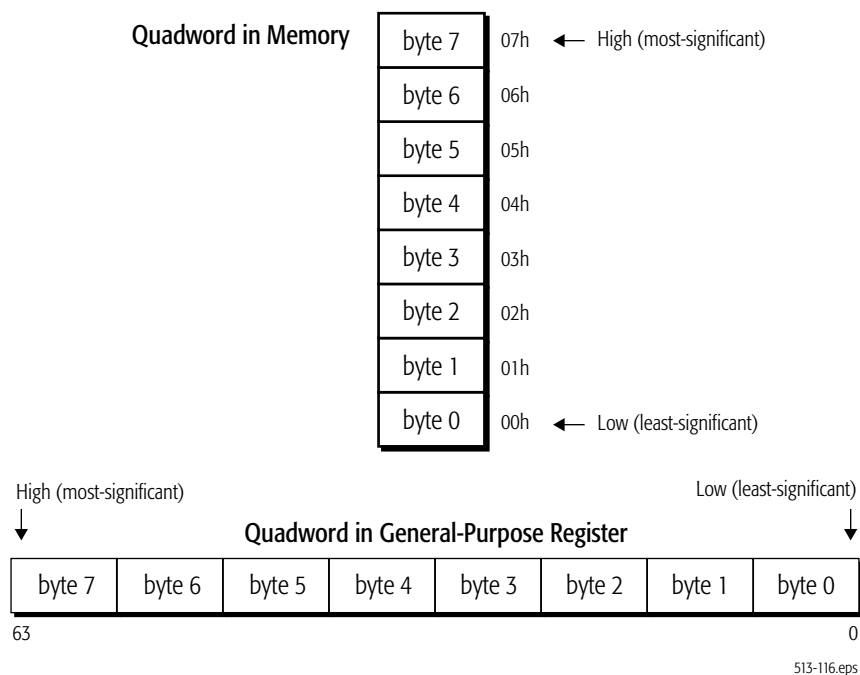 Quadword in Memory
byte 7 07h High (most-significant)
byte 6 06h
byte 5 05h
byte 4 04h
byte 3 03h
byte 2 02h
byte 1 01h
byte 0 00h Low (least-significant)
High (most-significant) Low (least-significant)
Quadword in General-Purpose Register
byte 7 byte 6 byte 5 byte 4 byte 3 byte 2 byte 1 byte 0
63 0
513-116.eps